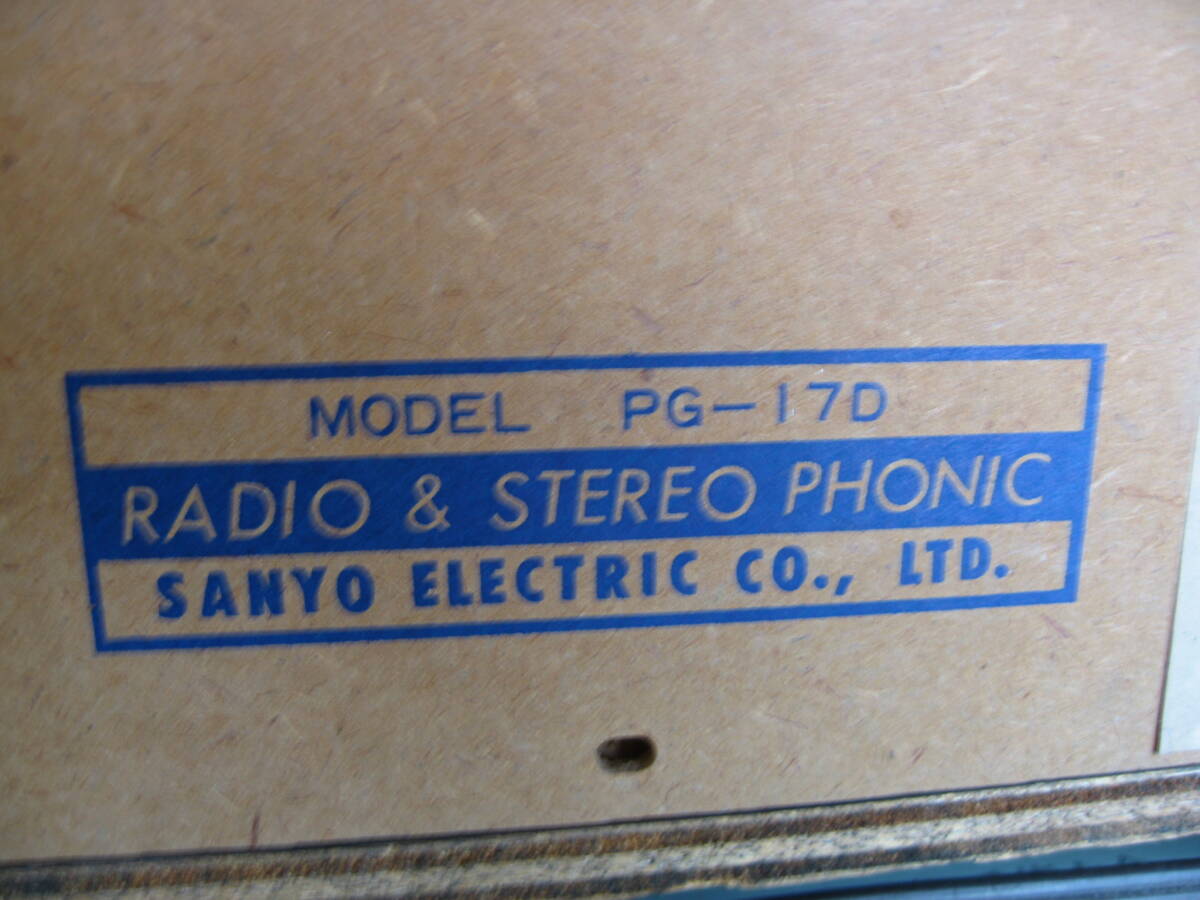 MODEL PG-17D
RADIO & STEREO PHONIC
SANYO ELECTRIC CO., LTD.